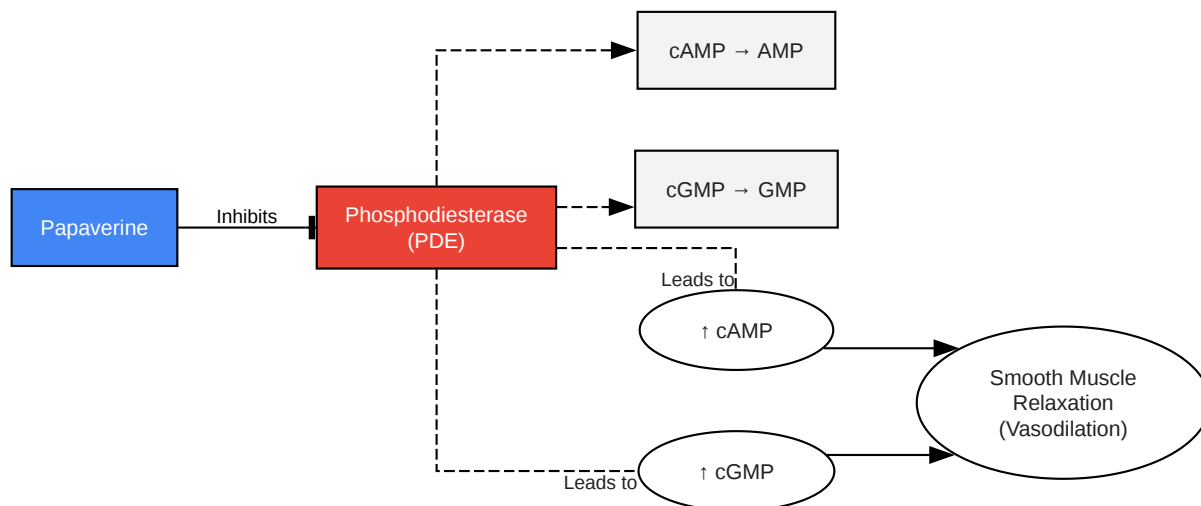 cAMP → AMP
cGMP → GMP
Papaverine
Inhibits
Phosphodiesterase
(PDE)
Leads to
↑ cAMP
Smooth Muscle
Relaxation
(Vasodilation)
Leads to
↑ cGMP